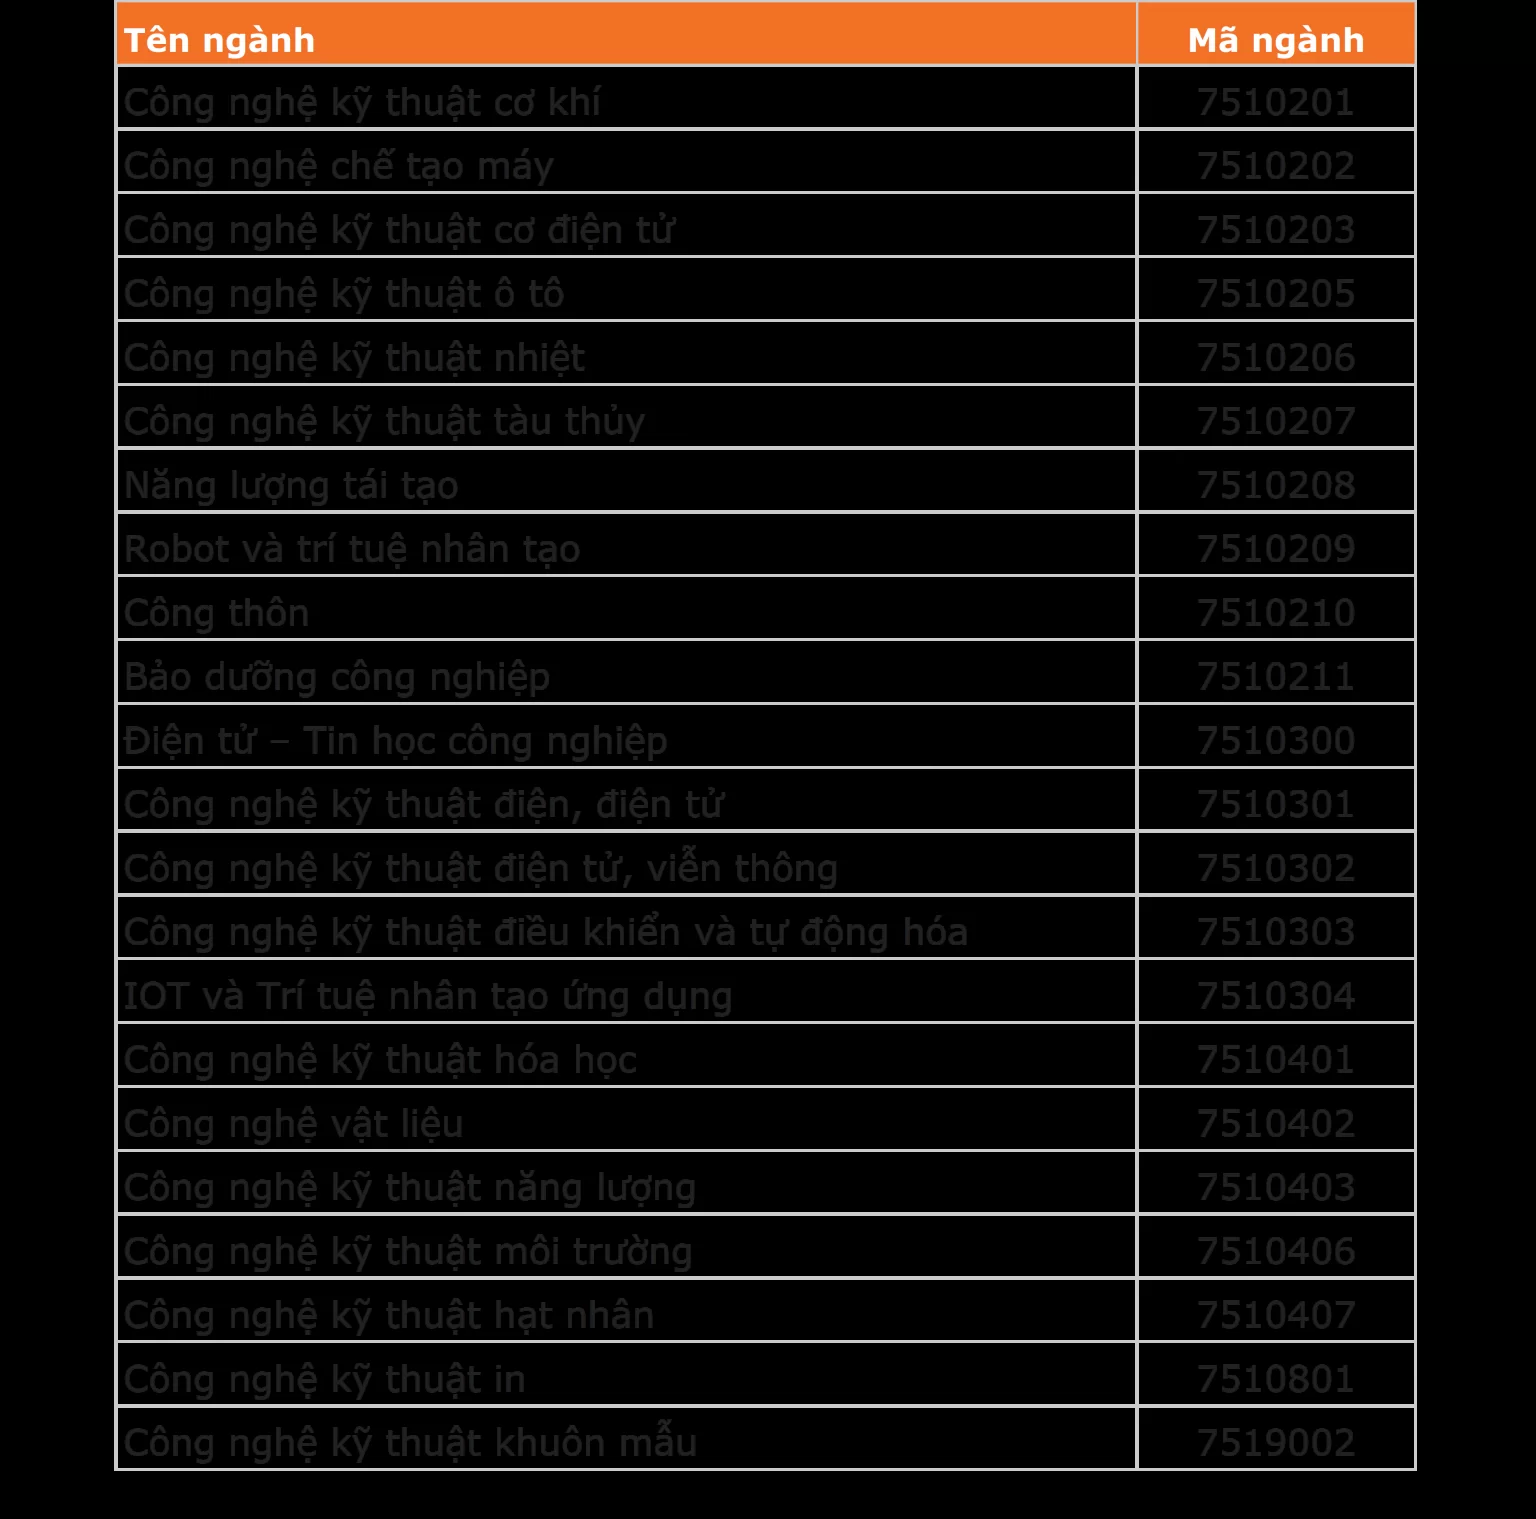 Tên ngành Mã ngành
Công nghệ kỹ thuật cơ khí 7510201
Công nghệ chế tạo máy 7510202
Công nghệ kỹ thuật cơ điện tử 7510203
Công nghệ kỹ thuật ô tô 7510205
Công nghệ kỹ thuật nhiệt 7510206
Công nghệ kỹ thuật tàu thủy 7510207
Năng lượng tái tạo 7510208
Robot và trí tuệ nhân tạo 7510209
Công thôn 7510210
Bảo dưỡng công nghiệp 7510211
Điện tử – Tin học công nghiệp 7510300
Công nghệ kỹ thuật điện, điện tử 7510301
Công nghệ kỹ thuật điện tử, viễn thông 7510302
Công nghệ kỹ thuật điều khiển và tự động hóa 7510303
IOT và Trí tuệ nhân tạo ứng dụng 7510304
Công nghệ kỹ thuật hóa học 7510401
Công nghệ vật liệu 7510402
Công nghệ kỹ thuật năng lượng 7510403
Công nghệ kỹ thuật môi trường 7510406
Công nghệ kỹ thuật hạt nhân 7510407
Công nghệ kỹ thuật in 7510801
Công nghệ kỹ thuật khuôn mẫu 7519002